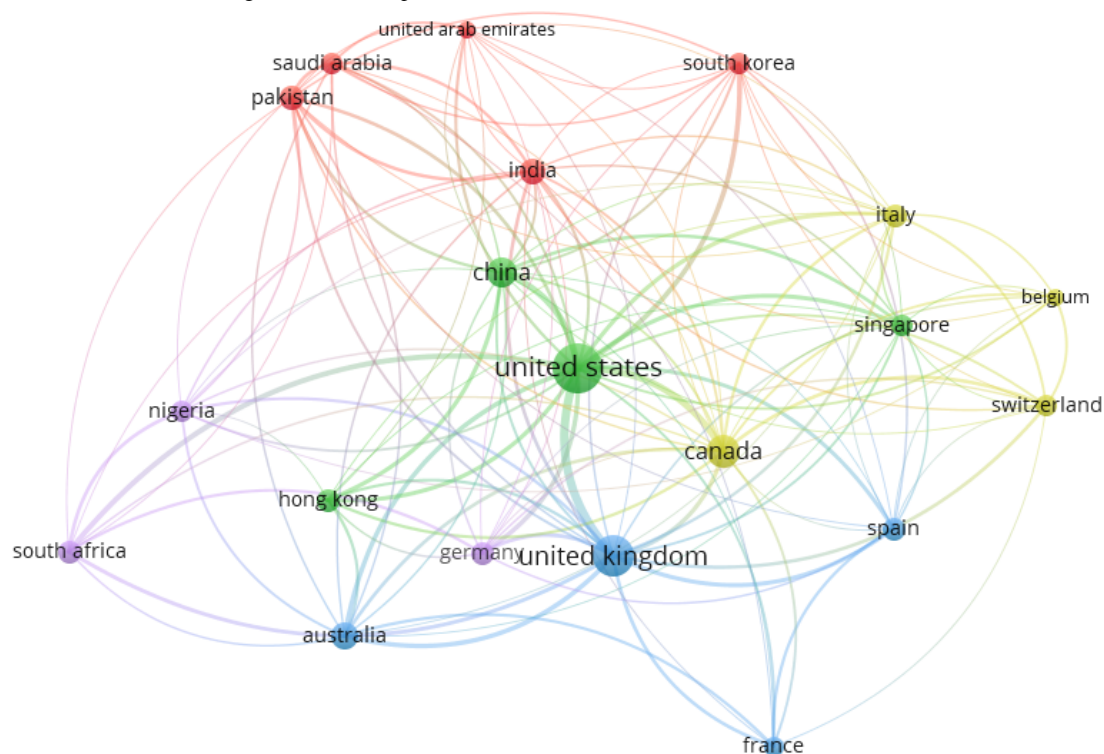 united arab emirates
saudi arabia
south korea
pakistan
india
italy
china
belgium
singapore
united states
nigeria
switzerland
canada
hong kong
spain
south africa
germany
united kingdom
australia
france